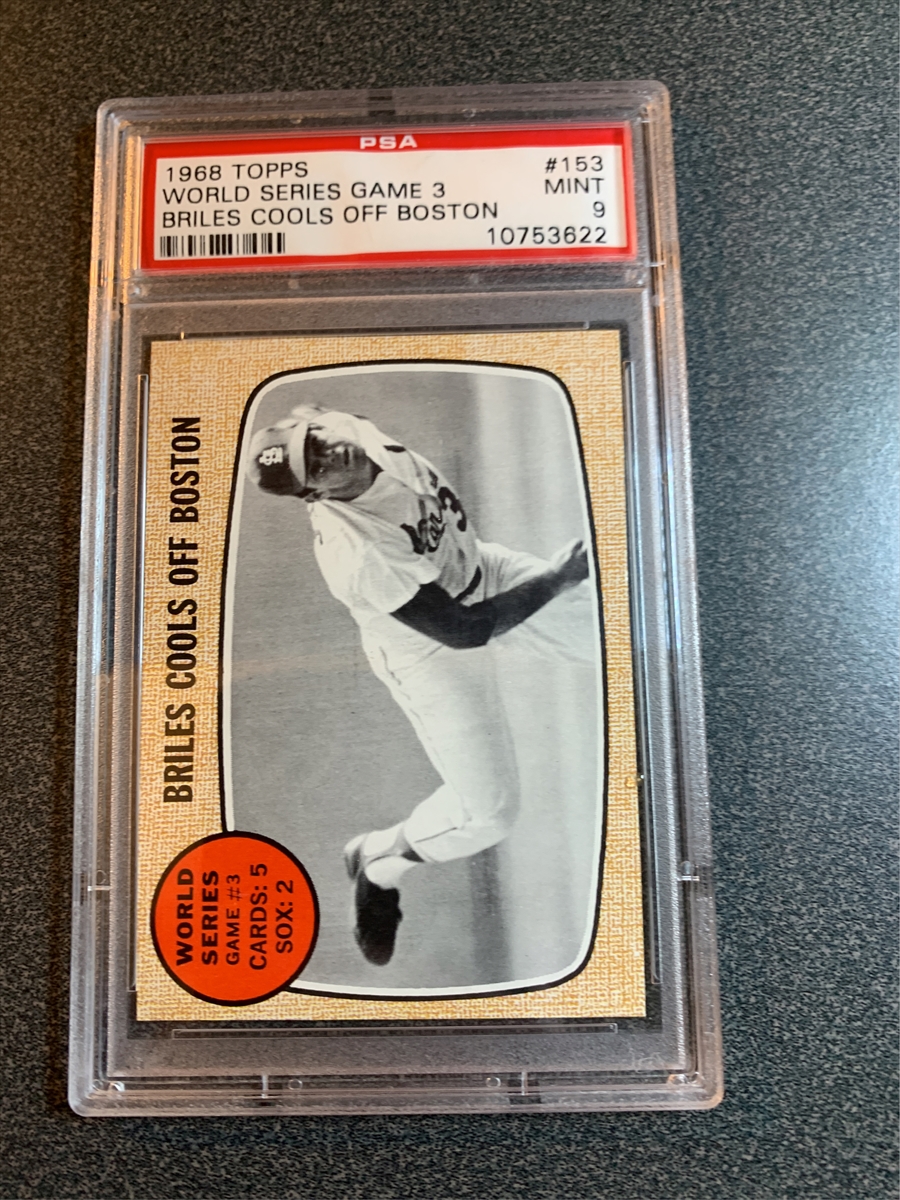 PSA
1968 TOPPS #153
WORLD SERIES GAME 3 MINT
BRILES COOLS OFF BOSTON 9
10753622
BRILES COOLS OFF BOSTON
WORLD
SERIES
GAME #3
CARDS: 5
SOX: 2